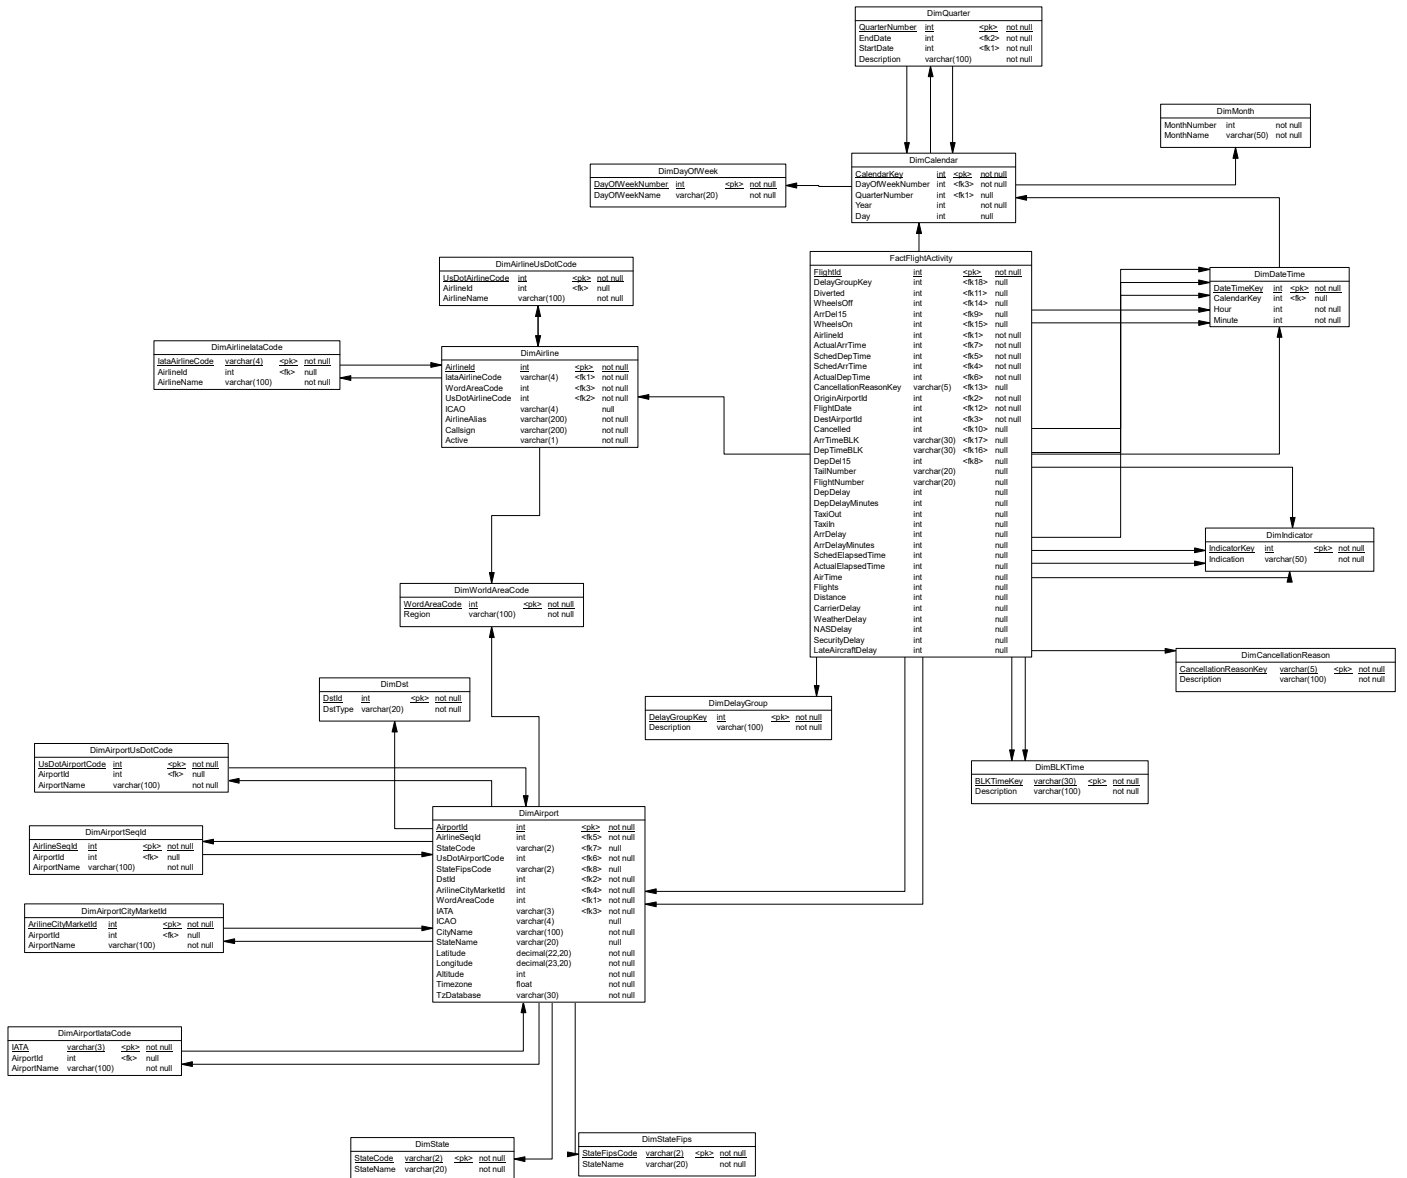 DimQuarter
QuarterNumber int <pk> not null
EndDate int <fk2> not null
StartDate int <fk1> not null
Description varchar(100) not null
DimMonth
MonthNumber int not null
MonthName varchar(50) not null
DimCalendar
CalendarKey int <pk> not null
DayOfWeekNumber int <fk3> not null
QuarterNumber int <fk1> null
Year int not null
Day int null
DimDayOfWeek
DayOfWeekNumber int <pk> not null
DayOfWeekName varchar(20) not null
FactFlightActivity
FlightId int <pk> not null
DelayGroupKey int <fk18> null
Diverted int <fk11> null
WheelsOff int <fk14> null
ArrDel15 int <fk9> null
WheelsOn int <fk15> null
AirlineId int <fk1> not null
ActualArrTime int <fk7> not null
SchedDepTime int <fk5> not null
SchedArrTime int <fk4> not null
ActualDepTime int <fk6> not null
CancellationReasonKey varchar(5) <fk13> null
OriginAirportId int <fk2> not null
FlightDate int <fk12> not null
DestAirportId int <fk3> not null
Cancelled int <fk10> null
ArrTimeBLK varchar(30) <fk17> null
DepTimeBLK varchar(30) <fk16> null
DepDel15 int <fk8> null
TailNumber varchar(20) null
FlightNumber varchar(20) null
DepDelay int null
DepDelayMinutes int null
TaxiOut int null
TaxiIn int null
ArrDelay int null
ArrDelayMinutes int null
SchedElapsedTime int null
ActualElapsedTime int null
AirTime int null
Flights int null
Distance int null
CarrierDelay int null
WeatherDelay int null
NASDelay int null
SecurityDelay int null
LateAircraftDelay int null
DimAirlineUsDotCode
UsDotAirlineCode int <pk> not null
AirlineId int <fk> null
AirlineName varchar(100) not null
DimDateTime
DateTimeKey int <pk> not null
CalendarKey int <fk> null
Hour int not null
Minute int not null
DimAirlineIataCode
IataAirlineCode varchar(4) <pk> not null
AirlineId int <fk> null
AirlineName varchar(100) not null
DimAirline
AirlineId int <pk> not null
IataAirlineCode varchar(4) <fk1> not null
WordAreaCode int <fk3> not null
UsDotAirlineCode int <fk2> not null
ICAO varchar(4) null
AirlineAlias varchar(200) not null
Callsign varchar(200) not null
Active varchar(1) not null
DimIndicator
IndicatorKey int <pk> not null
Indication varchar(50) not null
DimWorldAreaCode
WordAreaCode int <pk> not null
Region varchar(100) not null
DimCancellationReason
CancellationReasonKey varchar(5) <pk> not null
Description varchar(100) not null
DimDst
DstId int <pk> not null
DstType varchar(20) not null
DimDelayGroup
DelayGroupKey int <pk> not null
Description varchar(100) not null
DimAirportUsDotCode
UsDotAirportCode int <pk> not null
AirportId int <fk> null
AirportName varchar(100) not null
DimBLKTime
BLKTimeKey varchar(30) <pk> not null
Description varchar(100) not null
DimAirport
AirportId int <pk> not null
AirlineSeqId int <fk5> not null
StateCode varchar(2) <fk7> null
UsDotAirportCode int <fk6> not null
StateFipsCode varchar(2) <fk8> null
DstId int <fk2> not null
ArilineCityMarketId int <fk4> not null
WordAreaCode int <fk1> not null
IATA varchar(3) <fk3> not null
ICAO varchar(4) null
CityName varchar(100) not null
StateName varchar(20) null
Latitude decimal(22,20) not null
Longitude decimal(23,20) not null
Altitude int not null
Timezone float not null
TzDatabase varchar(30) not null
DimAirportSeqId
AirlineSeqId int <pk> not null
AirportId int <fk> null
AirportName varchar(100) not null
DimAirportCityMarketId
ArilineCityMarketId int <pk> not null
AirportId int <fk> null
AirportName varchar(100) not null
DimAirportIataCode
IATA varchar(3) <pk> not null
AirportId int <fk> null
AirportName varchar(100) not null
DimState
StateCode varchar(2) <pk> not null
StateName varchar(20) not null
DimStateFips
StateFipsCode varchar(2) <pk> not null
StateName varchar(20) not null